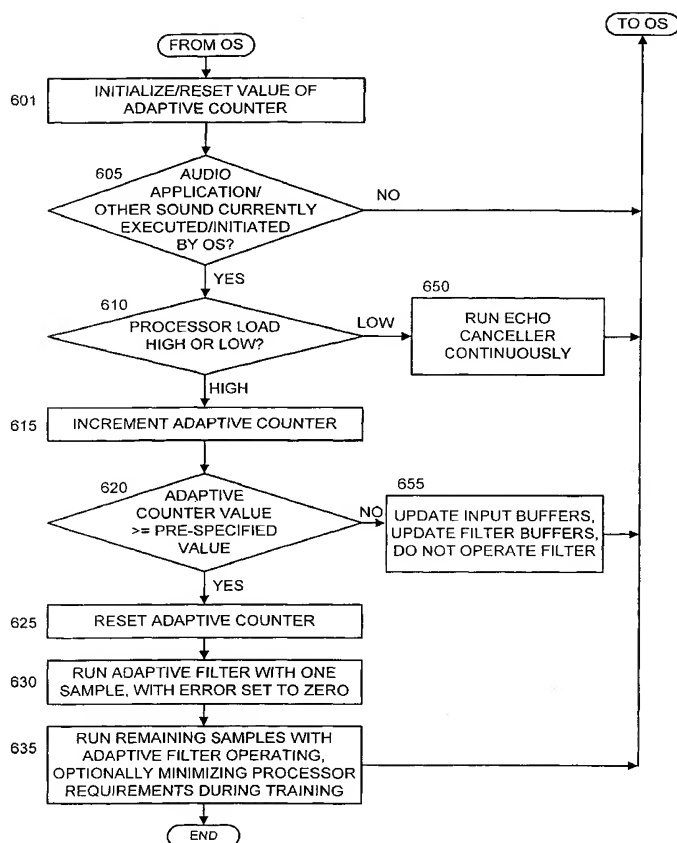 TO OS
FROM OS
601
INITIALIZE/RESET VALUE OF
ADAPTIVE COUNTER
605
AUDIO
APPLICATION/
OTHER SOUND CURRENTLY
EXECUTED/INITIATED
BY OS?
NO
YES
610
PROCESSOR LOAD
HIGH OR LOW?
LOW
650
RUN ECHO
CANCELLER
CONTINUOUSLY
HIGH
615
INCREMENT ADAPTIVE COUNTER
620
ADAPTIVE
COUNTER VALUE
>= PRE-SPECIFIED
VALUE
NO
655
UPDATE INPUT BUFFERS,
UPDATE FILTER BUFFERS,
DO NOT OPERATE FILTER
YES
625
RESET ADAPTIVE COUNTER
630
RUN ADAPTIVE FILTER WITH ONE
SAMPLE, WITH ERROR SET TO ZERO
635
RUN REMAINING SAMPLES WITH
ADAPTIVE FILTER OPERATING,
OPTIONALLY MINIMIZING PROCESSOR
REQUIREMENTS DURING TRAINING
END